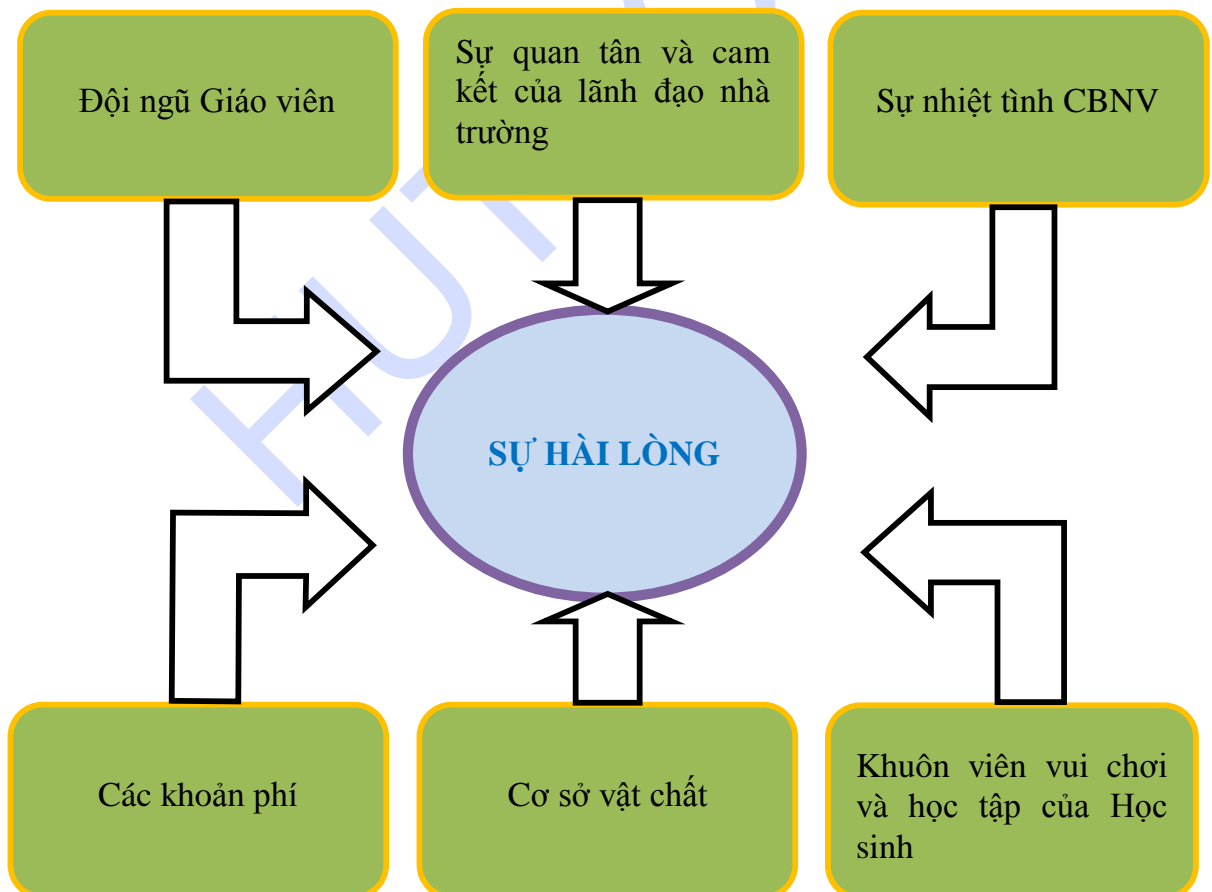 Đội ngũ Giáo viên
Sự quan tân và cam
kết của lãnh đạo nhà
trường
Sự nhiệt tình CBNV
SỰ HÀI LÒNG
Các khoản phí
Cơ sở vật chất
Khuôn viên vui chơi
và học tập của Học
sinh